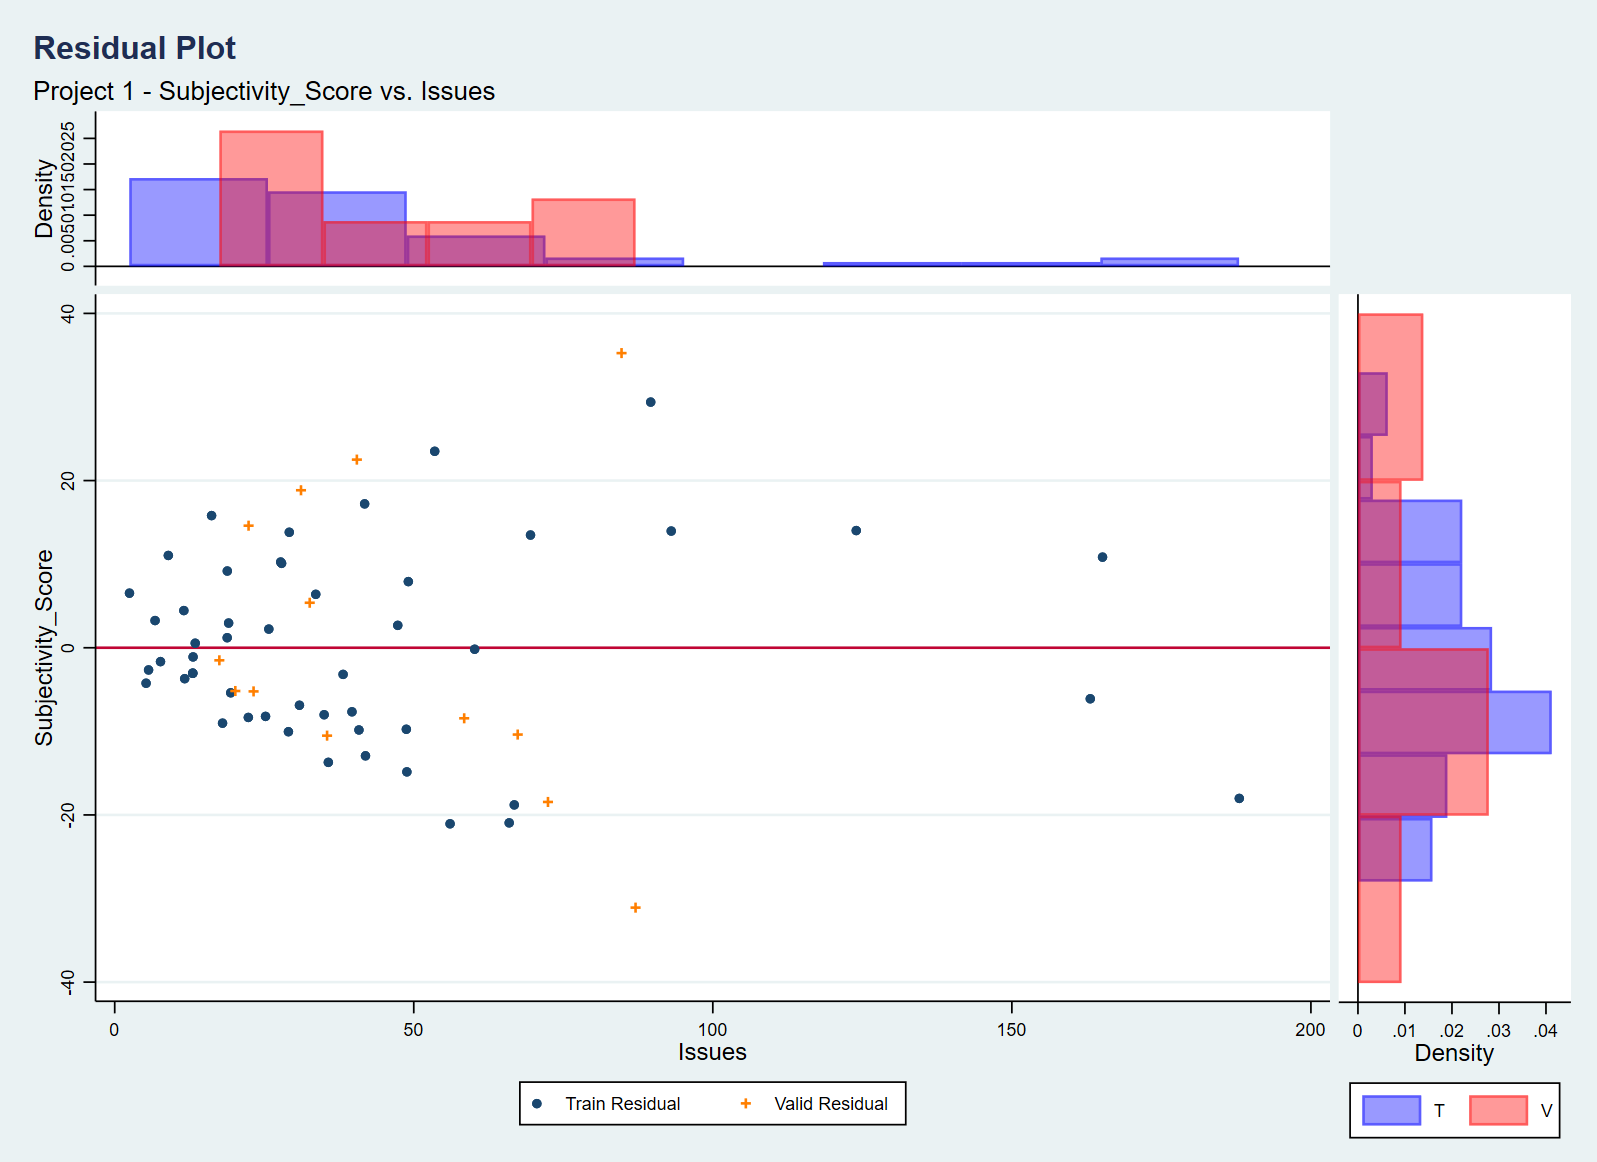 Residual Plot
Project 1 - Subjectivity_Score vs. Issues
Density
0 .005 .01 .015 .02 .025
Subjectivity_Score
40
20
0
-20
-40
0 50 100 150 200
Issues
0 .01 .02 .03 .04
Density
Train Residual Valid Residual
T V